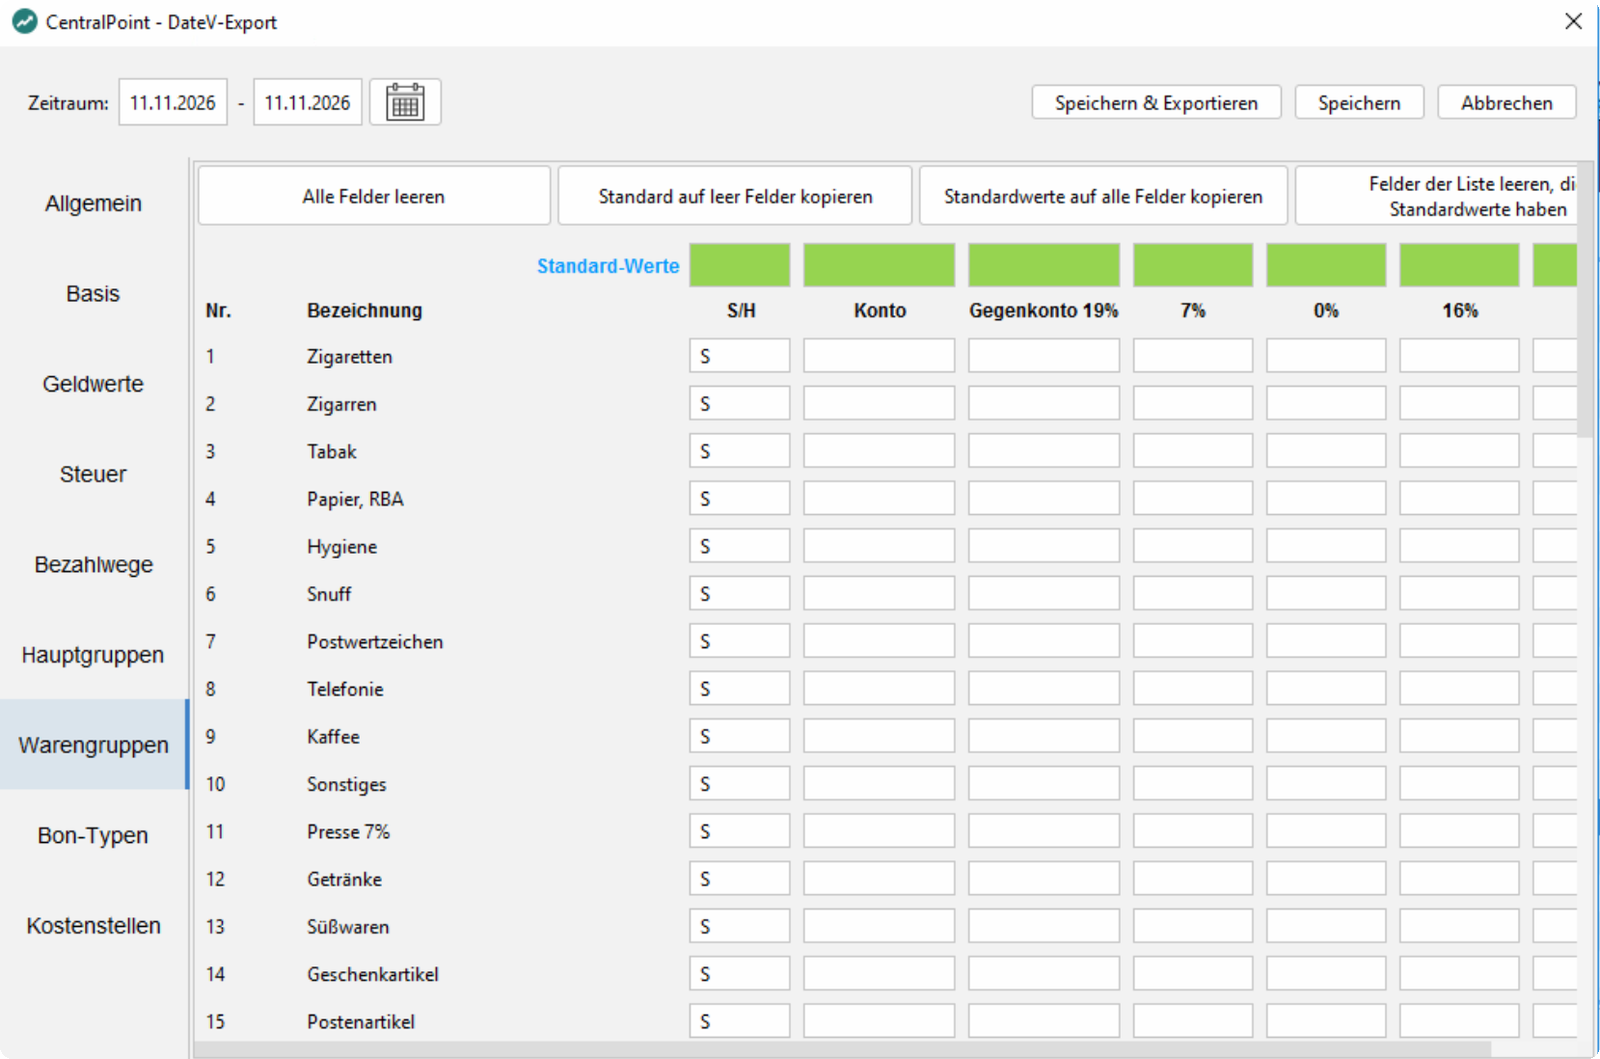 CentralPoint - DateV-Export
Zeitraum: 11.11.2026 - 11.11.2026
Speichern & Exportieren Speichern Abbrechen
Allgemein
Basis
Geldwerte
Steuer
Bezahlwege
Hauptgruppen
Warengruppen
Bon-Typen
Kostenstellen
Alle Felder leeren Standard auf leer Felder kopieren Standardwerte auf alle Felder kopieren
Felder der Liste leeren, di
Standardwerte haben
Standard-Werte
Nr. Bezeichnung S/H Konto Gegenkonto 19% 7% 0% 16%
1 Zigaretten S
2 Zigarren S
3 Tabak S
4 Papier, RBA S
5 Hygiene S
6 Snuff S
7 Postwertzeichen S
8 Telefonie S
9 Kaffee S
10 Sonstiges S
11 Presse 7% S
12 Getränke S
13 Süßwaren S
14 Geschenkartikel S
15 Postenartikel S